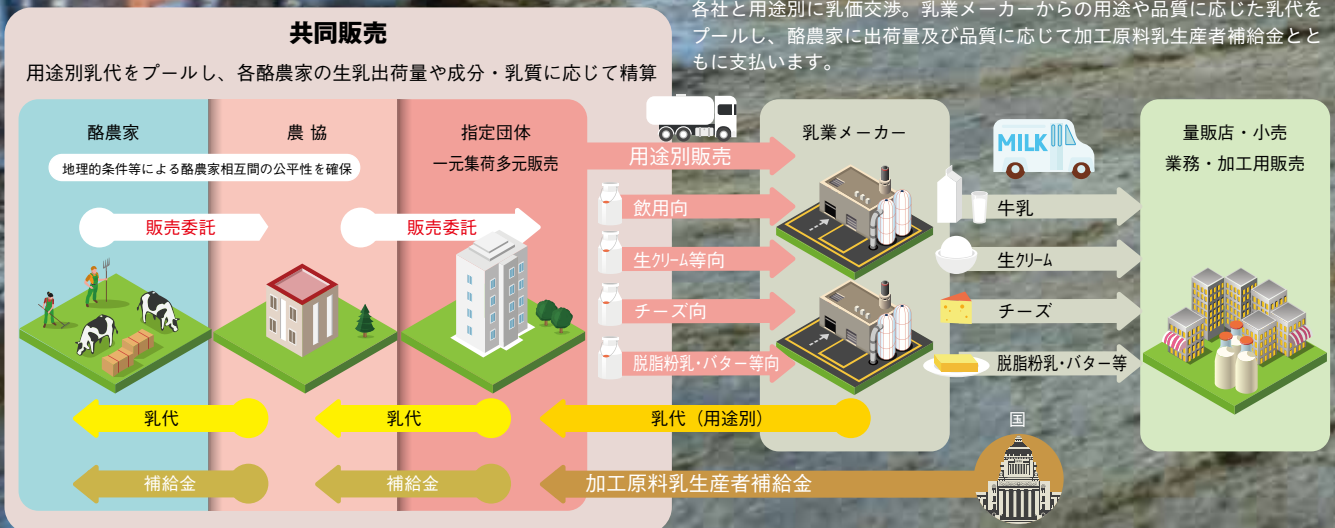 共同販売
用途別乳代をプールし、各酪農家の生乳出荷量や成分・乳質に応じて精算
各社と用途別に乳価交渉。乳業メーカーからの用途や品質に応じた乳代を
プールし、酪農家に出荷量及び品質に応じて加工原料乳生産者補給金とと
もに支払います。
酪農家
農 協
指定団体
一元集荷多元販売
地理的条件等による酪農家相互間の公平性を確保
販売委託
販売委託
用途別販売
飲用向
生クリーム等向
チーズ向
脱脂粉乳・バター等向
乳業メーカー
MILK
牛乳
生クリーム
チーズ
脱脂粉乳・バター等
量販店・小売
業務・加工用販売
乳代
乳代
乳代（用途別）
国
補給金
補給金
加工原料乳生産者補給金